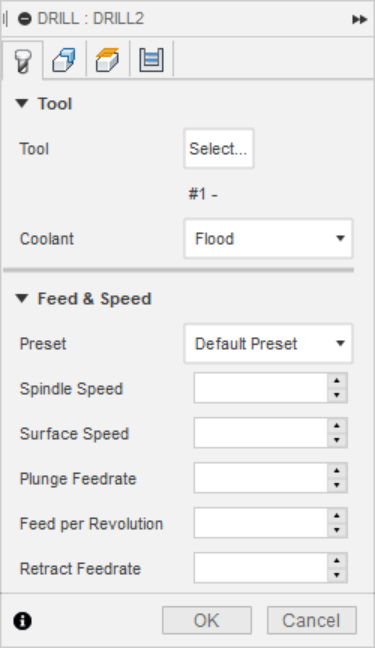 DRILL : DRILL2
Tool
Tool Select...
#1 -
Coolant Flood
Feed & Speed
Preset Default Preset
Spindle Speed
Surface Speed
Plunge Feedrate
Feed per Revolution
Retract Feedrate
OK Cancel